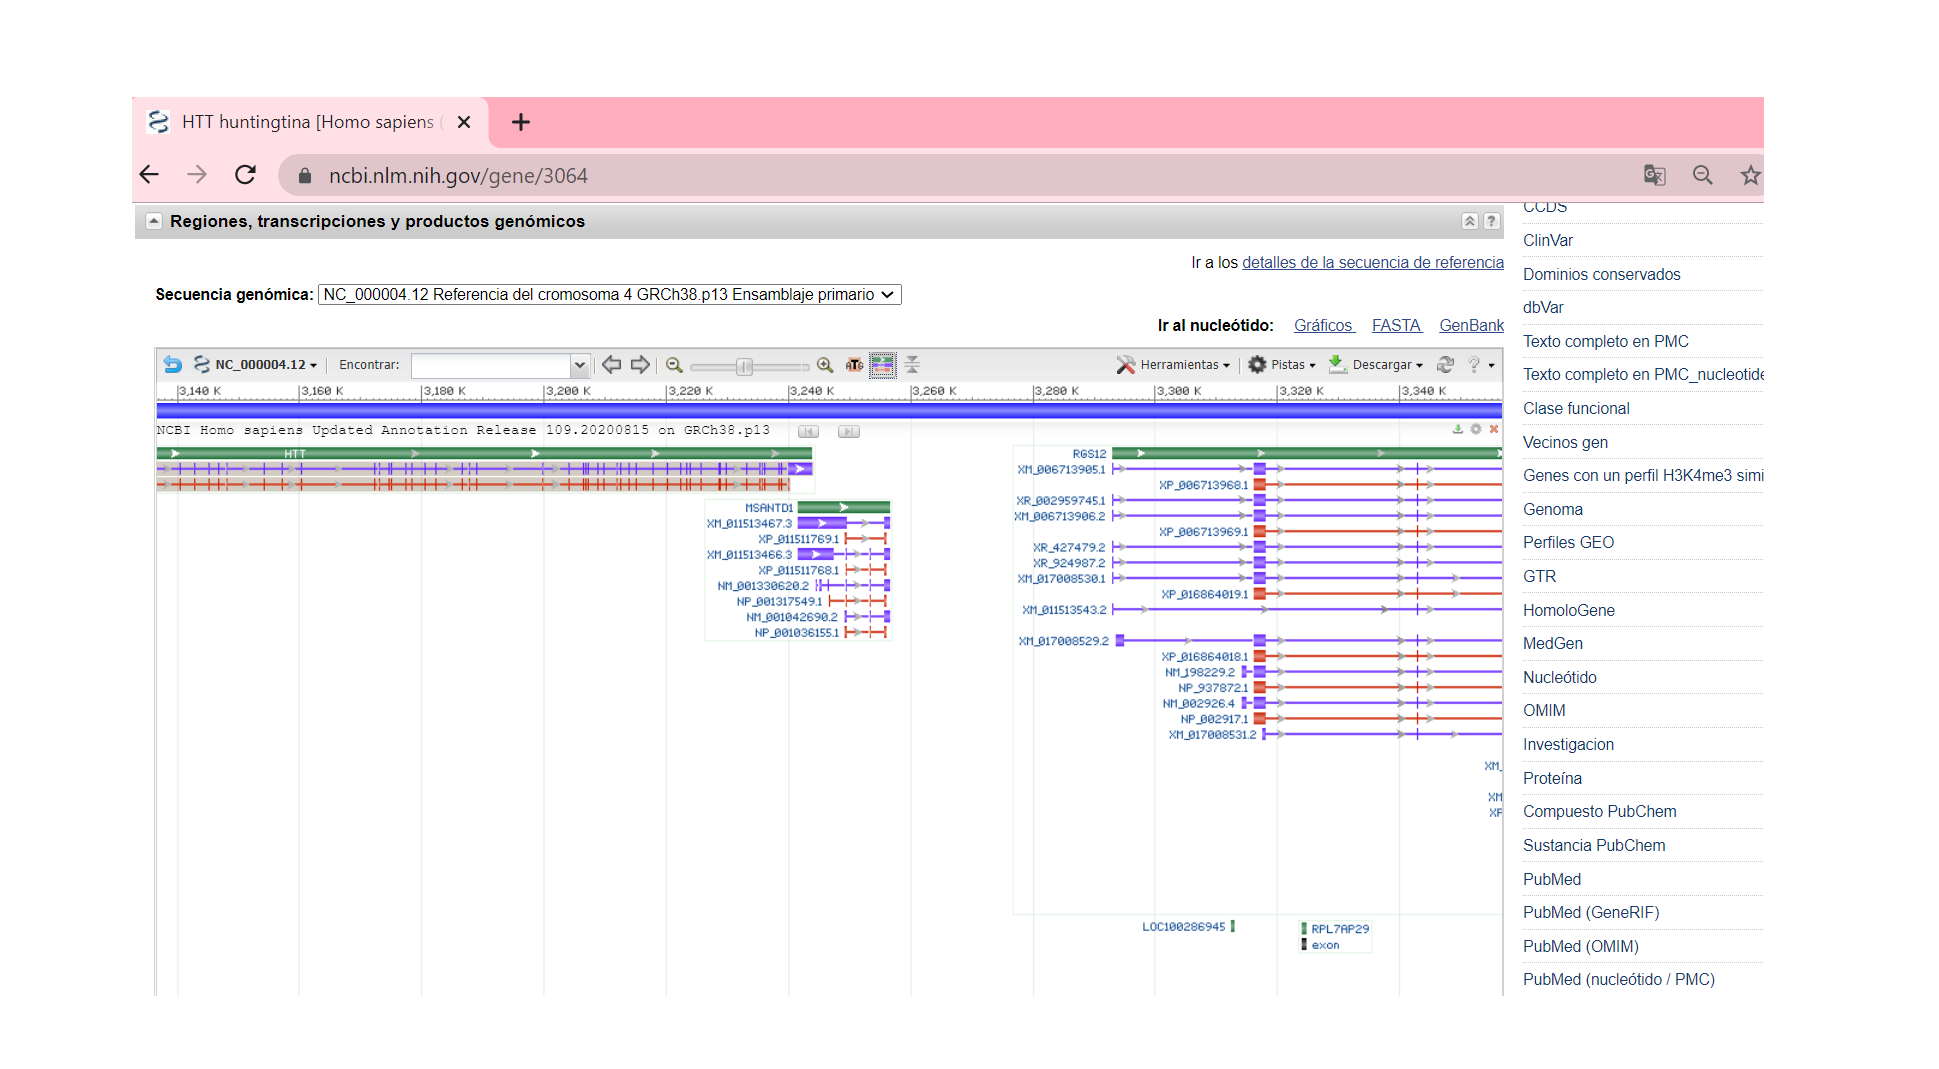 HTT huntingtina [Homo sapiens (
ncbi.nlm.nih.gov/gene/3064
Regiones, transcripciones y productos genómicos
?
Ir a los detalles de la secuencia de referencia
Secuencia genómica: NC_000004.12 Referencia del cromosoma 4 GRCh38.p13 Ensamblaje primario
Ir al nucleótido: Gráficos FASTA GenBank
NC_000004.12 Encontrar: ATG Herramientas Pistas Descargar ?
3,140 K 3,160 K 3,180 K 3,200 K 3,220 K 3,240 K 3,260 K 3,280 K 3,300 K 3,320 K 3,340 K
NCBI Homo sapiens Updated Annotation Release 109.20200815 on GRCh38.p13
HTT
MSANTD1
XM_011513467.3
XP_011511769.1
XM_011513466.3
XP_011511768.1
NM_001330620.2
NP_001317549.1
NM_001042690.2
NP_001036155.1
RGS12
XM_006713905.1
XP_006713968.1
XR_002959745.1
XM_006713906.2
XP_006713969.1
XR_427479.2
XR_924987.2
XM_017008530.1
XP_016864019.1
XM_011513543.2
XM_017008529.2
XP_016864018.1
NM_198229.2
NP_937872.1
NM_002926.4
NP_002917.1
XM_017008531.2
XM_
XM
XP
LOC100286945
RPL7AP29
exon
CCDS
ClinVar
Dominios conservados
dbVar
Texto completo en PMC
Texto completo en PMC_nucleotide
Clase funcional
Vecinos gen
Genes con un perfil H3K4me3 simi
Genoma
Perfiles GEO
GTR
HomoloGene
MedGen
Nucleótido
OMIM
Investigacion
Proteína
Compuesto PubChem
Sustancia PubChem
PubMed
PubMed (GeneRIF)
PubMed (OMIM)
PubMed (nucleótido / PMC)